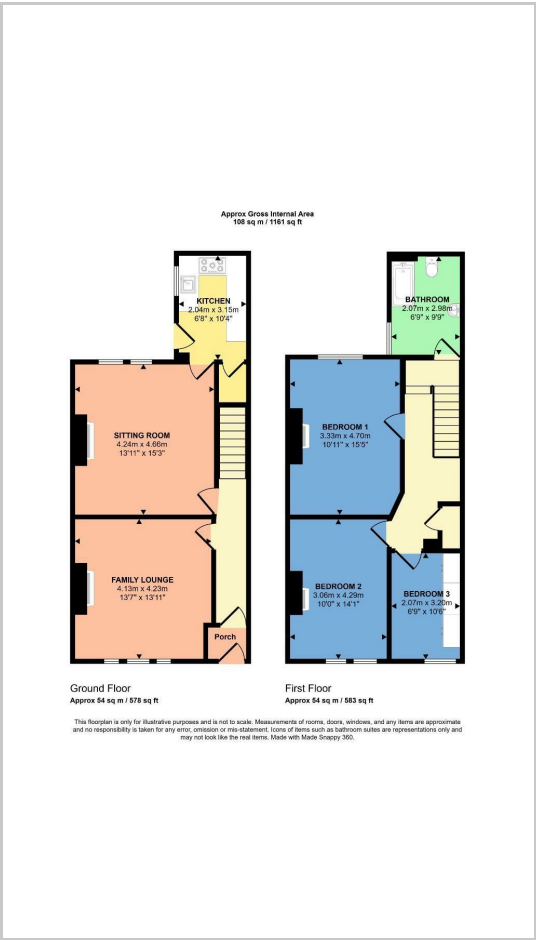 Approx Gross Internal Area
108 sq m / 1161 sq ft
KITCHEN
2.04m x 3.15m
6'8" x 10'4"
SITTING ROOM
4.24m x 4.66m
13'11" x 15'3"
FAMILY LOUNGE
4.13m x 4.23m
13'7" x 13'11"
Porch
Ground Floor
Approx 54 sq m / 578 sq ft
BATHROOM
2.07m x 2.98m
6'9" x 9'9"
BEDROOM 1
3.33m x 4.70m
10'11" x 15'5"
BEDROOM 2
3.06m x 4.29m
10'0" x 14'1"
BEDROOM 3
2.07m x 3.20m
6'9" x 10'6"
First Floor
Approx 54 sq m / 583 sq ft
This floorplan is only for illustrative purposes and is not to scale. Measurements of rooms, doors, windows, and any items are approximate
and no responsibility is taken for any error, omission or mis-statement. Icons of items such as bathroom suites are representations only and
may not look like the real items. Made with Made Snappy 360.